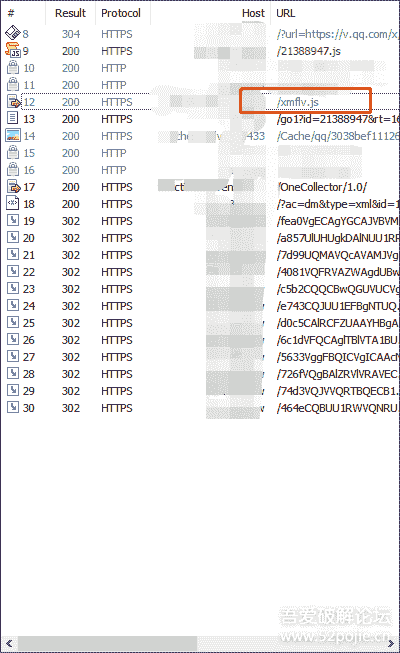 # Result Protocol Host URL
8 304 HTTPS /?url=https://v.qq.com/x
9 200 HTTPS /21388947.js
10 200 HTTP
11 200 HTTP
12 200 HTTPS /xmflv.js
13 200 HTTPS /go1?id=21388947&rt=16
14 200 HTTPS 433 /Cache/qq/3038bef11126
15 200 HTTP
16 200 HTTP
17 200 HTTPS /OneCollector/1.0/
18 200 HTTPS /?ac=dm&type=xml&id=1
19 302 HTTPS /fea0VgECAgYGCAJVBVM
20 302 HTTPS /a857UlUHUgkDAlNUU1RF
21 302 HTTPS /7d99UQMAVQcAVAMJVg
22 302 HTTPS /4081VQFRVAZWAgdUBw
23 302 HTTPS /c5b2CQQCBwQGUVUCVg
24 302 HTTPS /e743CQJUU1EFBgNTUQ
25 302 HTTPS /d0c5CAlRCFZUAAYHBgA
26 302 HTTPS /6c1dVFQCAglTBlVTA1BU
27 302 HTTPS /5633VggFBQICVgICAAcM
28 302 HTTPS /726fVQgBAlZRVlVRAVEC
29 302 HTTPS /74d3VQJVVQRTBQECB1
30 302 HTTPS /464eCQBUU1RWVQNRU
吾爱破解论坛
www.52pojie.cn